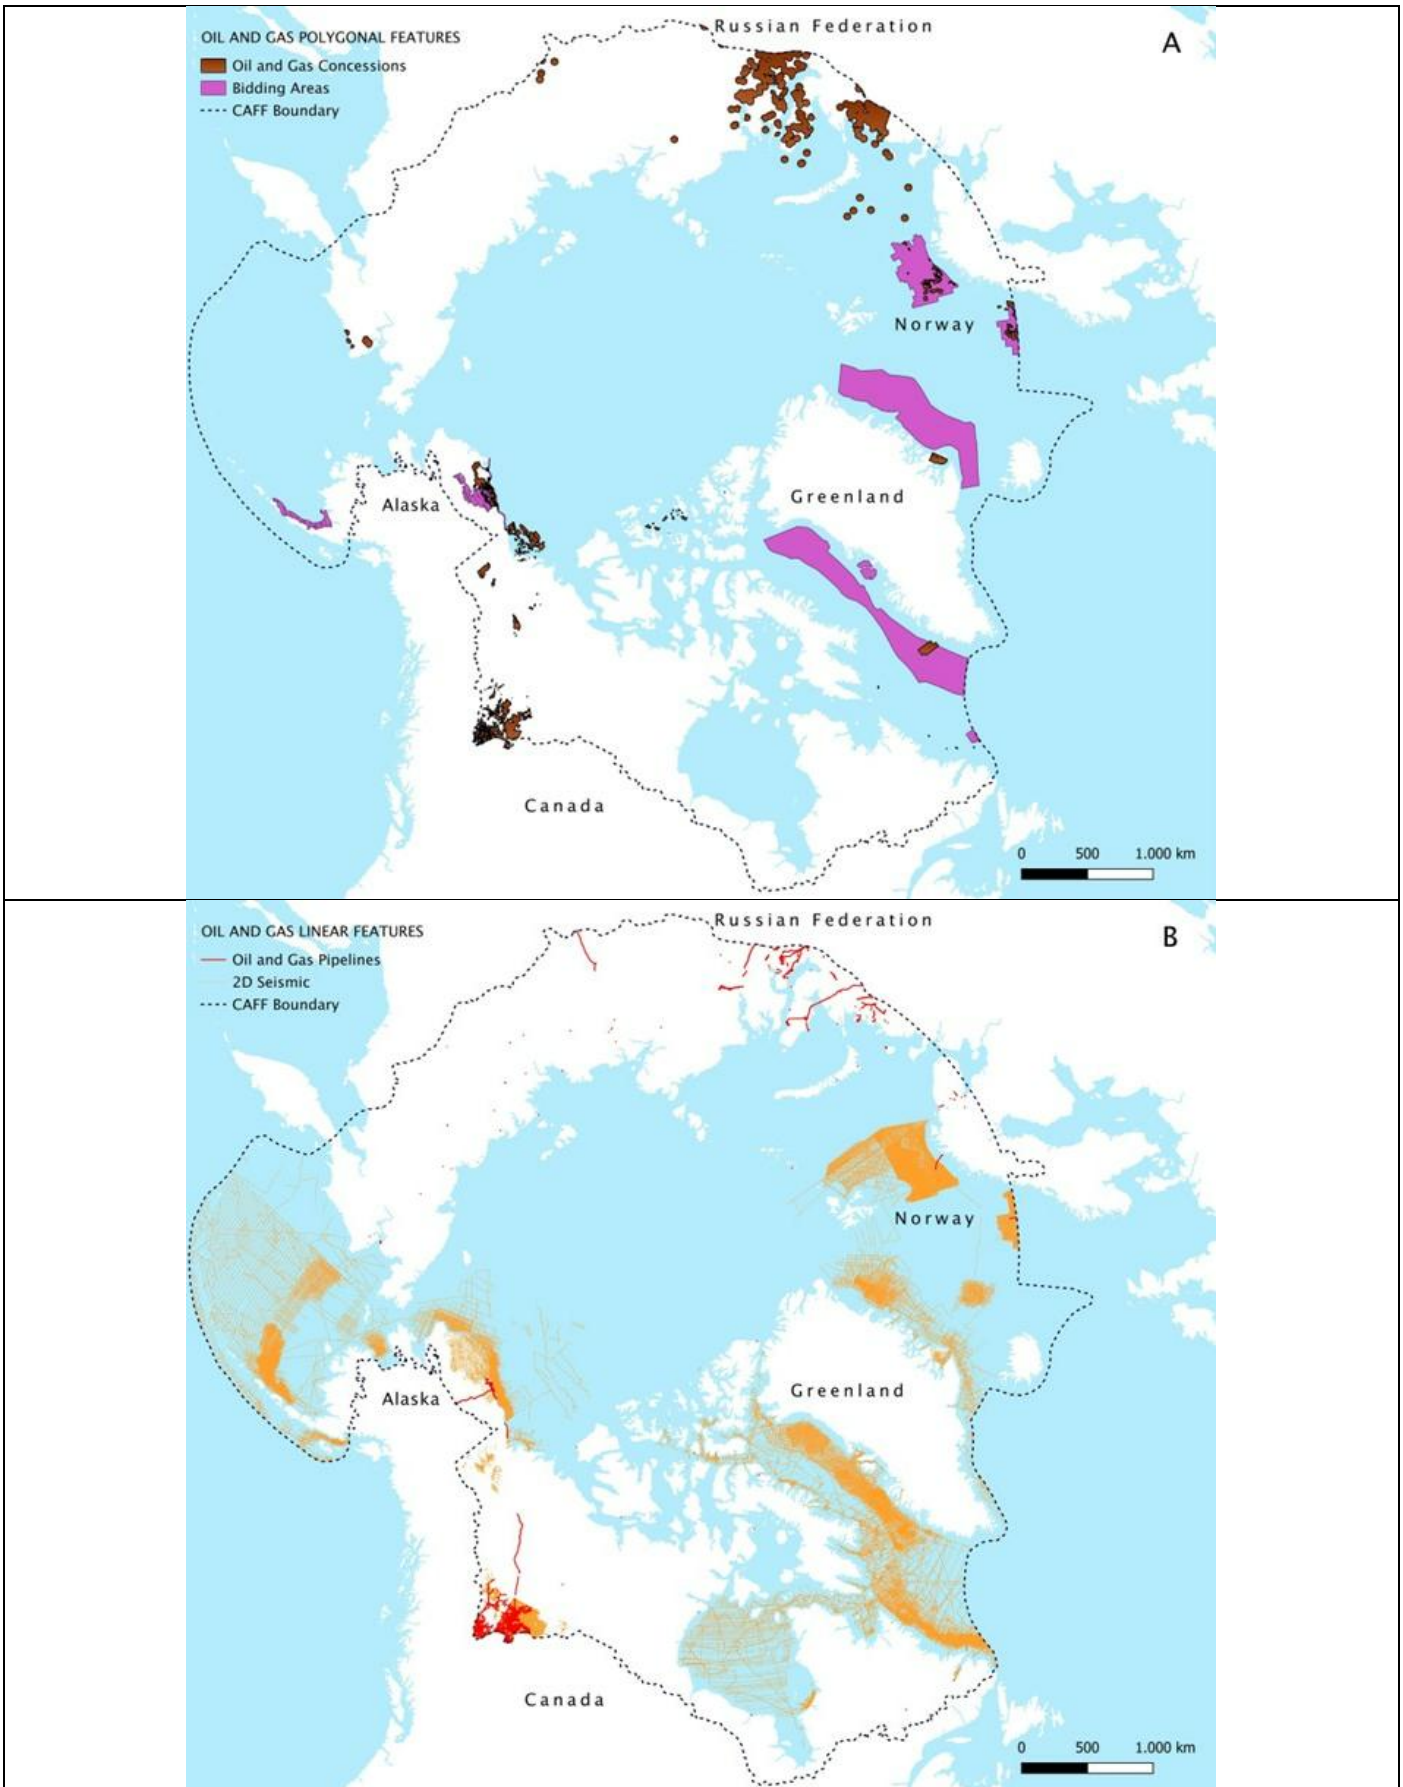 Russian Federation
A
OIL AND GAS POLYGONAL FEATURES
Oil and Gas Concessions
Bidding Areas
CAFF Boundary
Norway
Greenland
Alaska
Canada
0 500 1.000 km
Russian Federation
B
OIL AND GAS LINEAR FEATURES
Oil and Gas Pipelines
2D Seismic
CAFF Boundary
Norway
Greenland
Alaska
Canada
0 500 1.000 km